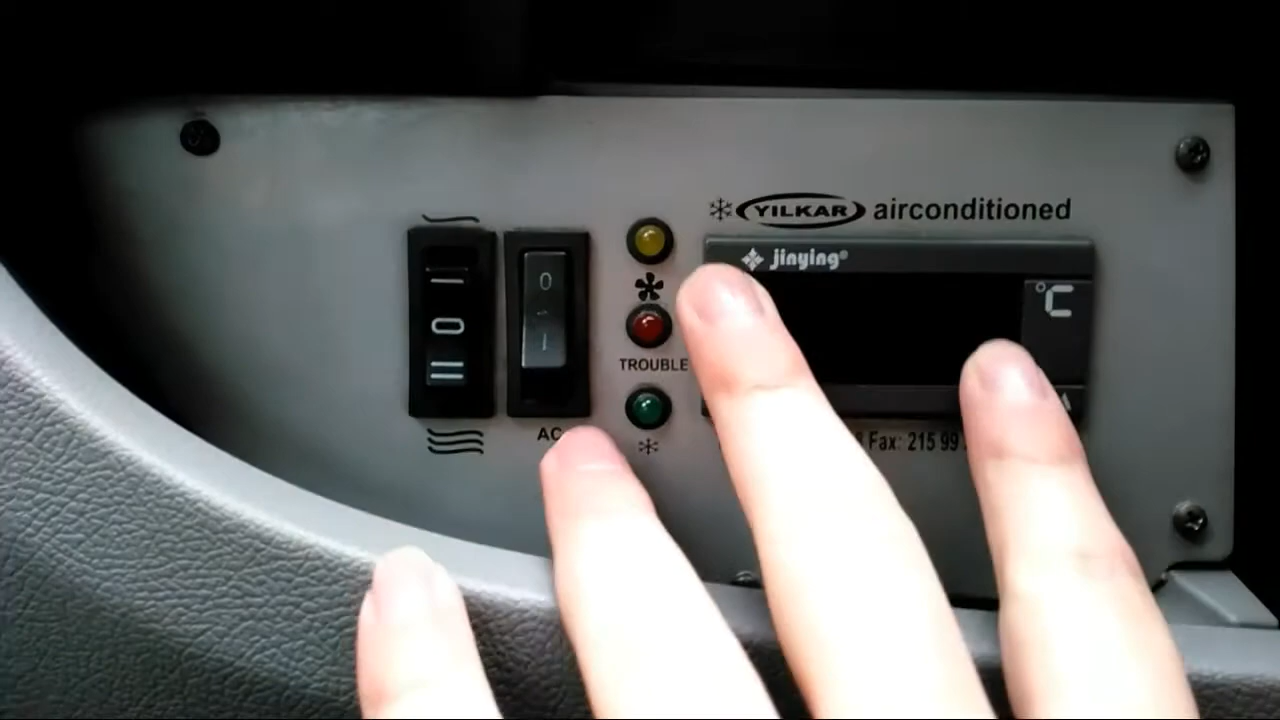 YILKAR airconditioned
jinying®
°C
0
I
I
0
II
TROUBLE
AC
Fax: 215 99